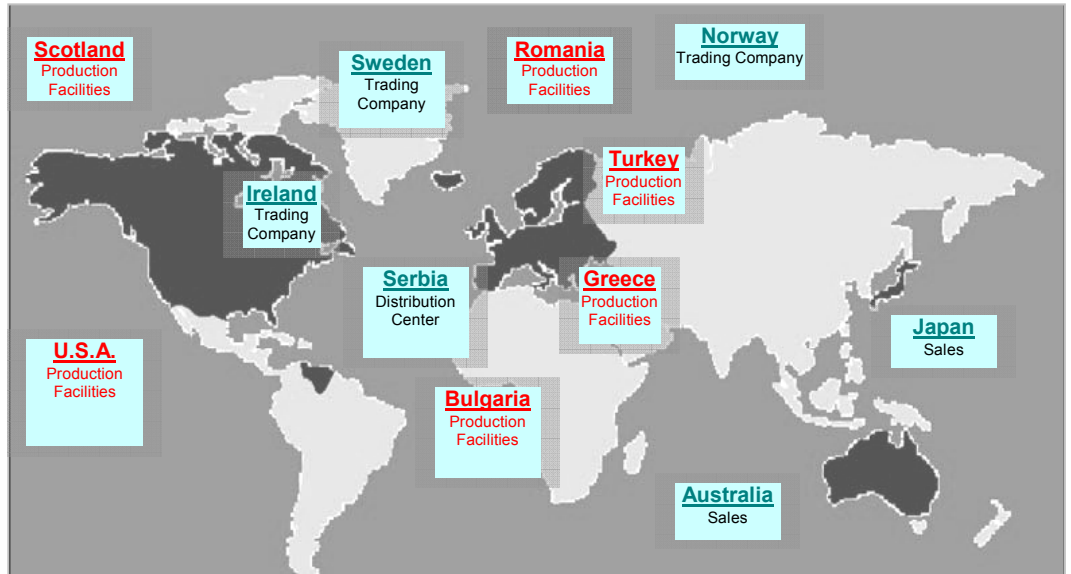 Scotland
Production
Facilities
Sweden
Trading
Company
Romania
Production
Facilities
Norway
Trading Company
Turkey
Production
Facilities
Ireland
Trading
Company
Serbia
Distribution
Center
Greece
Production
Facilities
Japan
Sales
U.S.A.
Production
Facilities
Bulgaria
Production
Facilities
Australia
Sales